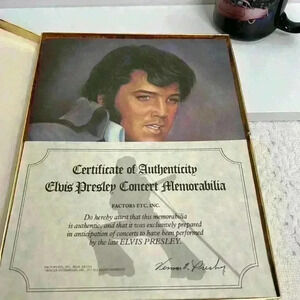 Certificate of Authenticity
Elvis Presley Concert Memorabilia
FACTORS ETC. INC.
Do hereby attest that this memorabilia
is authentic, and that it was exclusively prepared
in anticipation of concerts to have been performed
by the late ELVIS PRESLEY.